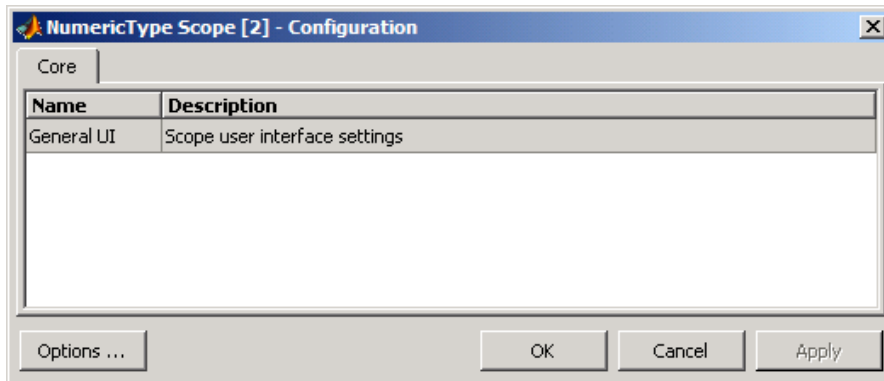 NumericType Scope [2] - Configuration
Core
Name Description
General UI Scope user interface settings
Options ... OK Cancel Apply